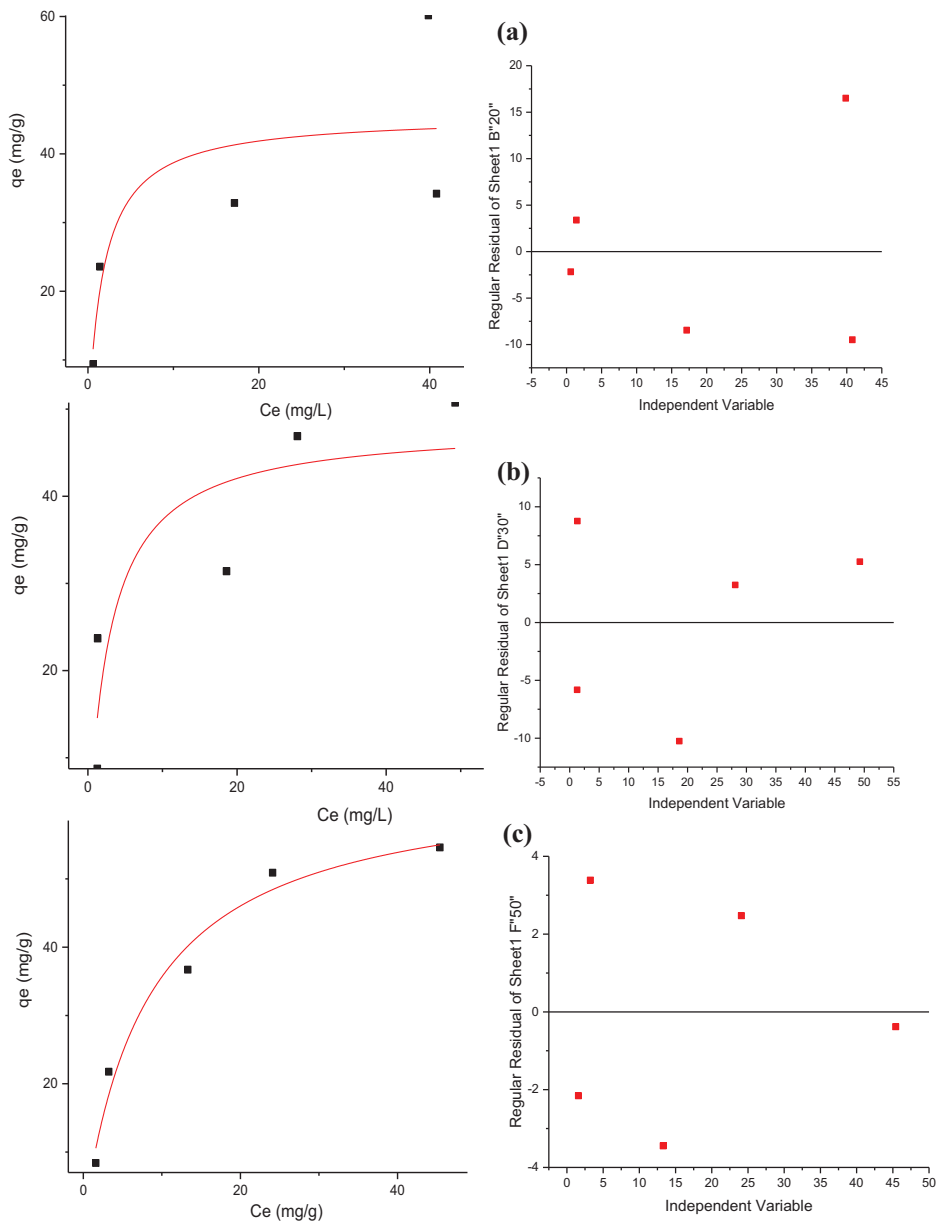 (a)
60
40
20
qe (mg/g)
0 20 40
Ce (mg/L)
20
15
10
5
0
-5
-10
Regular Residual of Sheet1 B"20"
-5 0 5 10 15 20 25 30 35 40 45
Independent Variable
(b)
40
20
qe (mg/g)
0 20 40
Ce (mg/L)
10
5
0
-5
-10
Regular Residual of Sheet1 D"30"
-5 0 5 10 15 20 25 30 35 40 45 50 55
Independent Variable
(c)
40
20
qe (mg/g)
0 20 40
Ce (mg/g)
4
2
0
-2
-4
Regular Residual of Sheet1 F"50"
0 5 10 15 20 25 30 35 40 45 50
Independent Variable